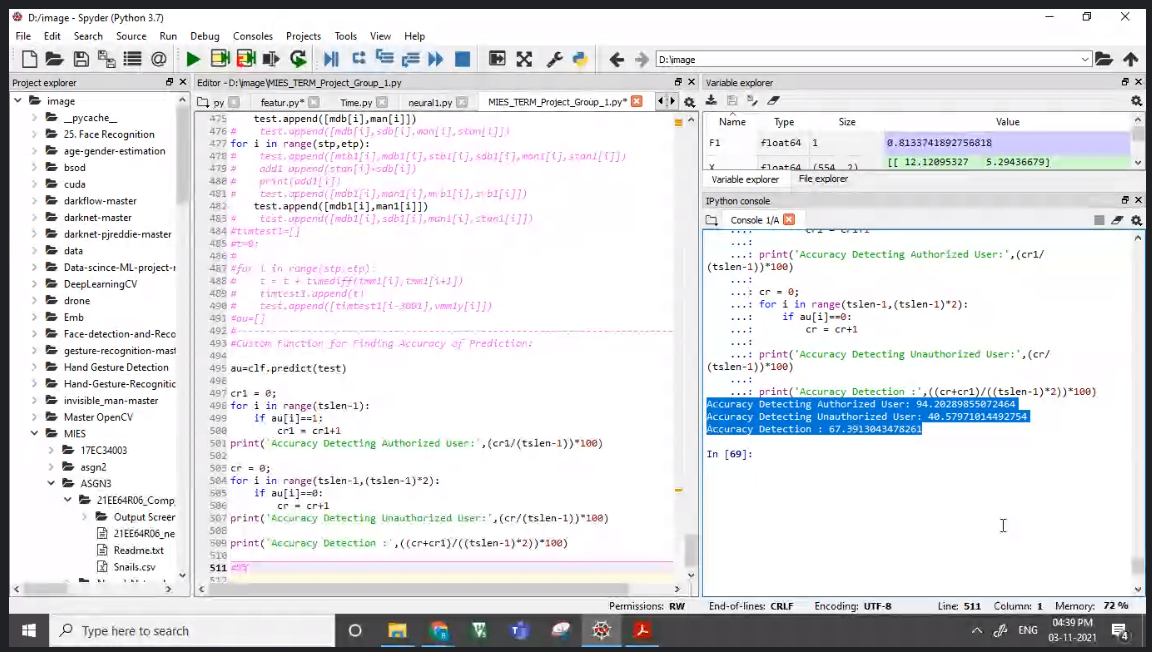 D:/image - Spyder (Python 3.7)
File Edit Search Source Run Debug Consoles Projects Tools View Help
D:\image
Project explorer
image
__pycache__
25. Face Recognition
age-gender-estimation
bsod
cuda
darkflow-master
darknet-master
darknet-pjreddie-master
data
Data-scince-ML-project-r
DeepLearningCV
drone
Emb
Face-detection-and-Reco
gesture-recognition-mast
Hand Gesture Detection
Hand-Gesture-Recognitic
invisible_man-master
Master OpenCV
MIES
17EC34003
asgn2
ASGN3
21EE64R06_Comp
Output Screen
21EE64R06_ne
Readme.txt
Snails.csv
Editor - D:\image\MIES_TERM_Project_Group_1.py
py featur.py* Time.py neural1.py MIES_TERM_Project_Group_1.py*
475 test.append([mdb[i],man[i]])
476 # test.append([mdb[i],sdb[i],man[i],stan[i]])
477 for i in range(stp,etp):
478 # test.append([mdb1[i],stb1[i],sdb1[i],man1[i],stan1[i]])
479 # add1 append(stan[i]-sdb[i])
480 # print(add1[i])
481 # test.append([mdb1[i],man1[i],mvb1[i],svb1[i]])
482 test.append([mdb1[i],man1[i]])
483 # test.append([mdb1[i],sdb1[i],man1[i],stan1[i]])
484 #timtest1=[]
485 #t=0:
486 #
487 #for i in range(stp,etp):
488 # t = t + timediff(tmm1[i],tmm1[i+1])
489 # timtest1.append(t)
490 # test.append([timtest1[i-3001],vmm1y[i]])
491 #au=[]
492 #
493 #Custom Function for Finding Accuracy of Prediction:
494
495 au=clf.predict(test)
496
497 cr1 = 0;
498 for i in range(tslen-1):
499 if au[i]==1:
500 cr1 = cr1+1
501 print('Accuracy Detecting Authorized User:',(cr1/(tslen-1))*100)
502
503 cr = 0;
504 for i in range(tslen-1,(tslen-1)*2):
505 if au[i]==0:
506 cr = cr+1
507 print('Accuracy Detecting Unauthorized User:',(cr/(tslen-1))*100)
508
509 print('Accuracy Detection :',((cr+cr1)/((tslen-1)*2))*100)
510
511 #%%
512
Variable explorer
Name Type Size Value
F1 float64 1 0.8133741892756818
X float64 (554, 2) [[ 12.12095327 5.29436679]
Variable explorer File explorer
IPython console
Console 1/A
...: cr1 = cr1+1
...:
...: print('Accuracy Detecting Authorized User:',(cr1/
(tslen-1))*100)
...:
...: cr = 0;
...: for i in range(tslen-1,(tslen-1)*2):
...: if au[i]==0:
...: cr = cr+1
...:
...: print('Accuracy Detecting Unauthorized User:',(cr/
(tslen-1))*100)
...:
...: print('Accuracy Detection :',((cr+cr1)/((tslen-1)*2))*100)
Accuracy Detecting Authorized User: 94.20289855072464
Accuracy Detecting Unauthorized User: 40.57971014492754
Accuracy Detection : 67.3913043478261
In [69]:
Permissions: RW End-of-lines: CRLF Encoding: UTF-8 Line: 511 Column: 1 Memory: 72 %
Type here to search
ENG
04:39 PM
03-11-2021
4